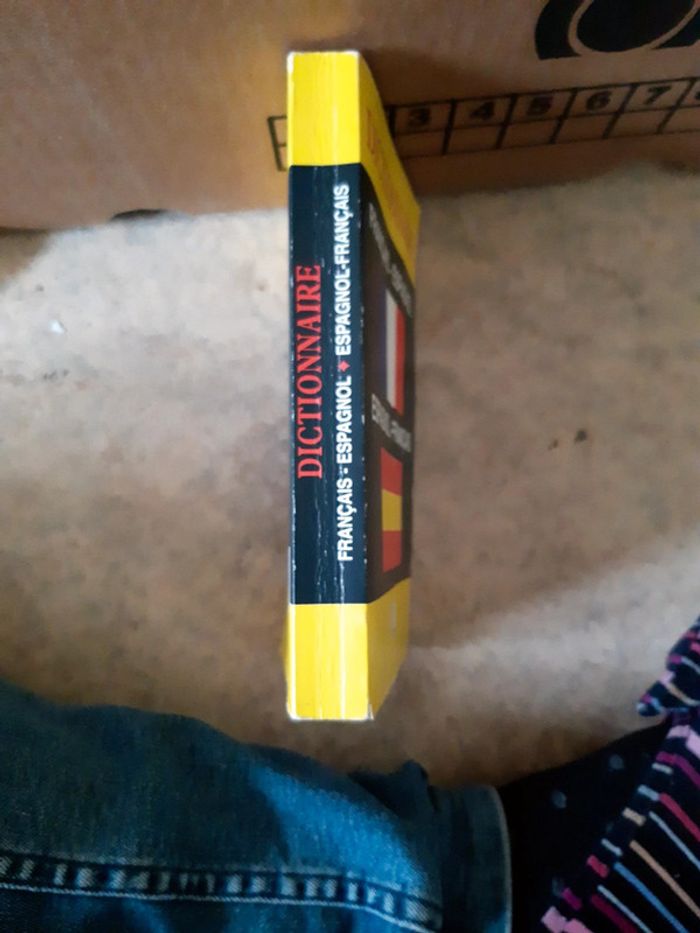 DICTIONNAIRE
FRANÇAIS - ESPAGNOL ♦ ESPAGNOL-FRANÇAIS
3 4 5 6 7